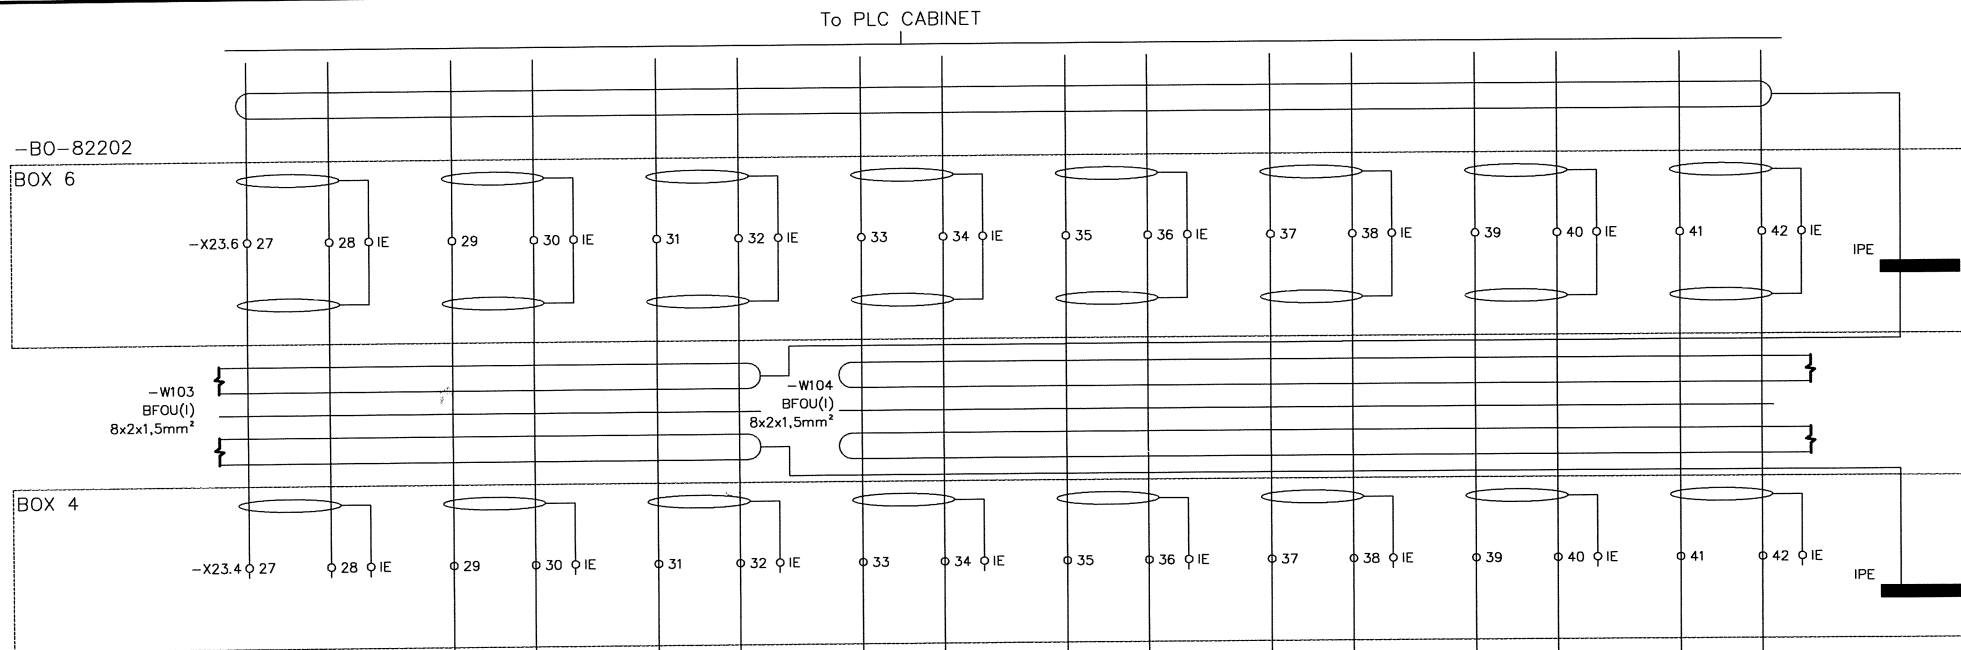 To PLC CABINET
-BO-82202
BOX 6
-X23.6 27 28 IE 29 30 IE 31 32 IE 33 34 IE 35 36 IE 37 38 IE 39 40 IE 41 42 IE
IPE
-W103
BFOU(I)
8x2x1,5mm²
-W104
BFOU(I)
8x2x1,5mm²
BOX 4
-X23.4 27 28 IE 29 30 IE 31 32 IE 33 34 IE 35 36 IE 37 38 IE 39 40 IE 41 42 IE
IPE